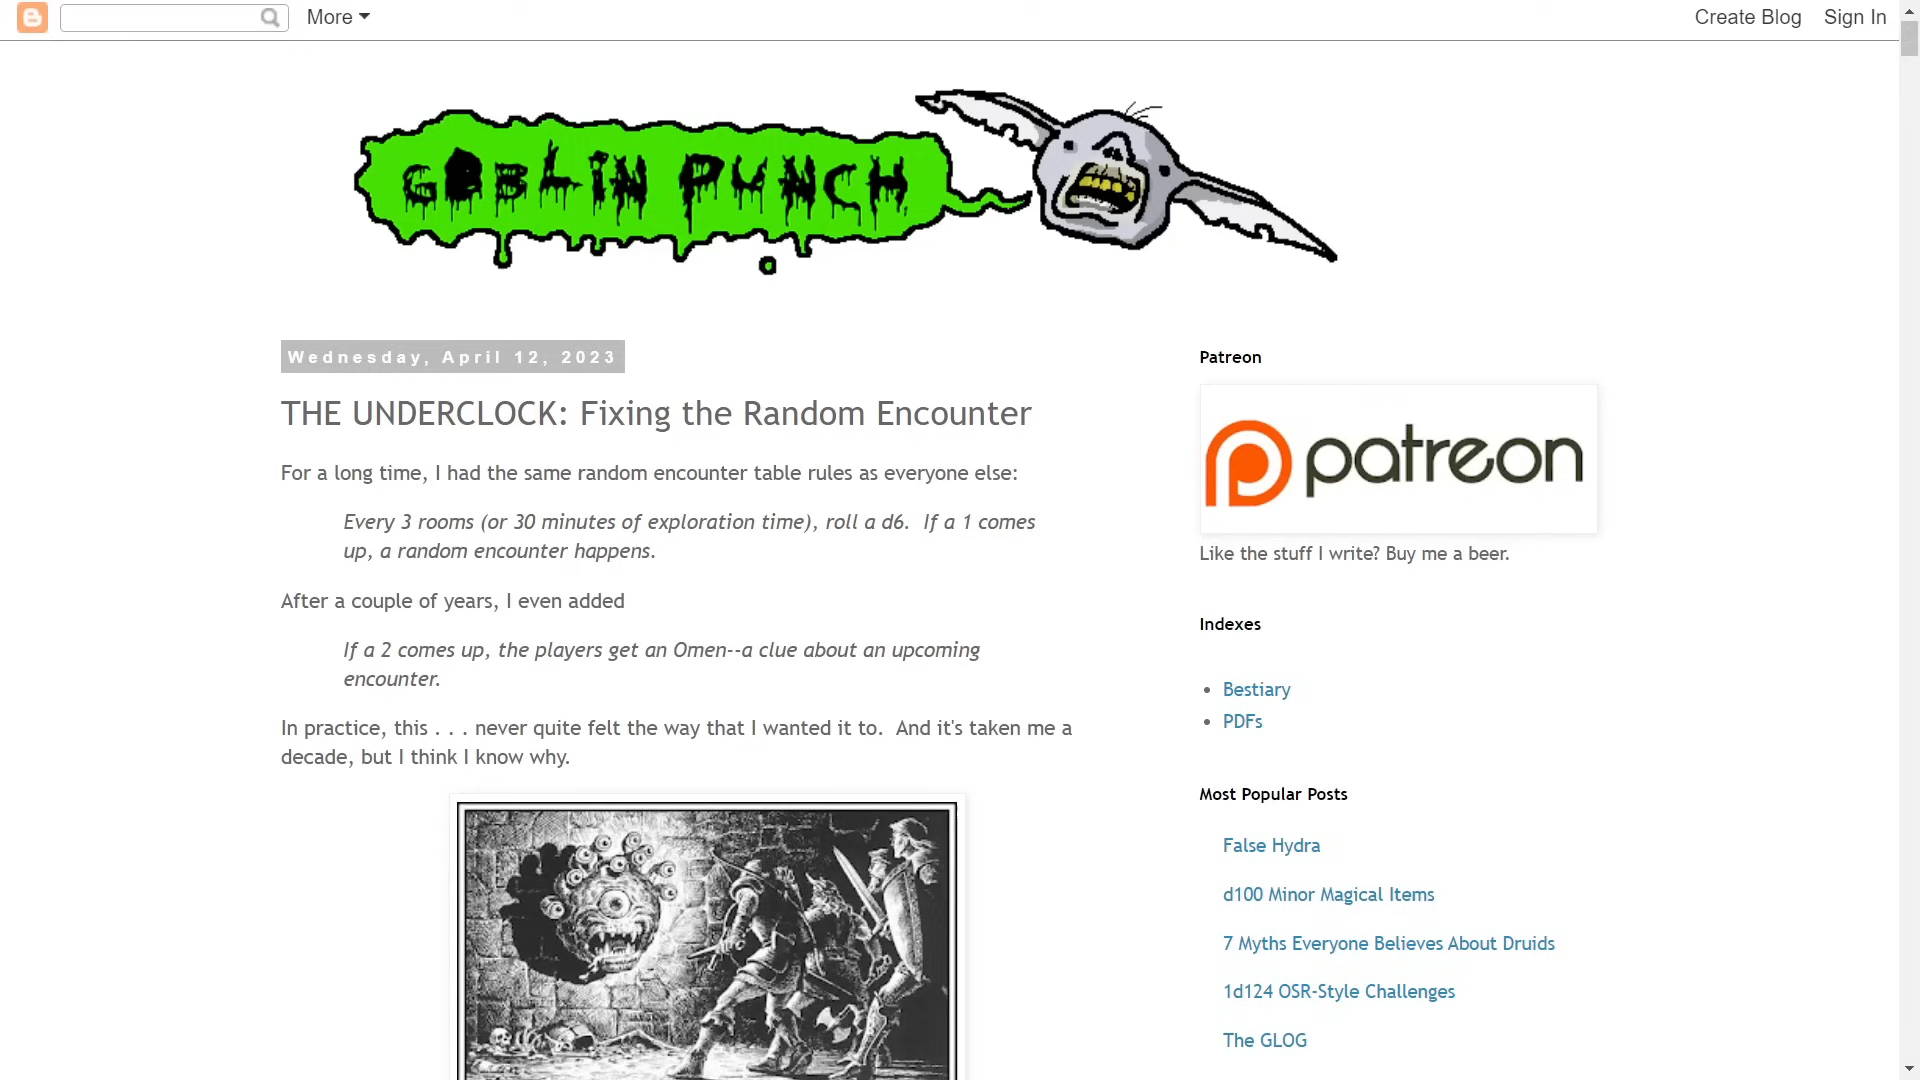 More
Create Blog
Sign In
GOBLIN PUNCH
Wednesday, April 12, 2023
THE UNDERCLOCK: Fixing the Random Encounter
For a long time, I had the same random encounter table rules as everyone else:
Every 3 rooms (or 30 minutes of exploration time), roll a d6.  If a 1 comes
up, a random encounter happens.
After a couple of years, I even added
If a 2 comes up, the players get an Omen--a clue about an upcoming
encounter.
In practice, this . . . never quite felt the way that I wanted it to.  And it's taken me a
decade, but I think I know why.
Patreon
patreon
Like the stuff I write? Buy me a beer.
Indexes
Bestiary
PDFs
Most Popular Posts
False Hydra
d100 Minor Magical Items
7 Myths Everyone Believes About Druids
1d124 OSR-Style Challenges
The GLOG